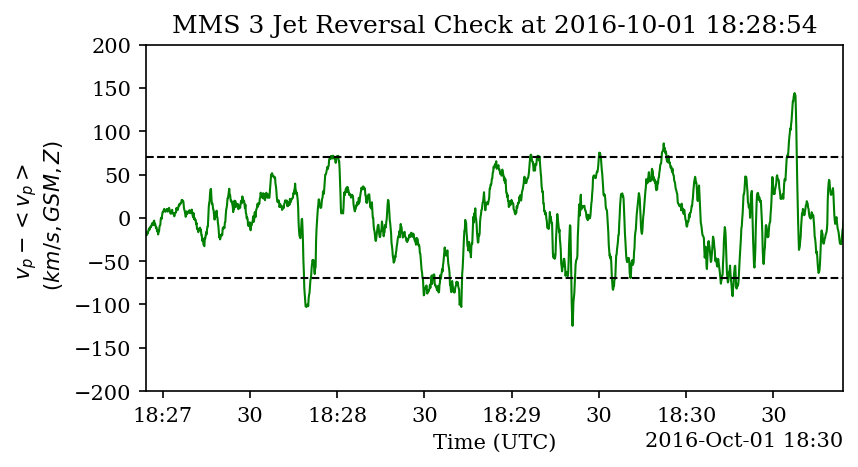 MMS 3 Jet Reversal Check at 2016-10-01 18:28:54
v_p − < v_p >
(km/s, GSM, Z)
200
150
100
50
0
−50
−100
−150
−200
18:27 30 18:28 30 18:29 30 18:30 30
Time (UTC)
2016-Oct-01 18:30